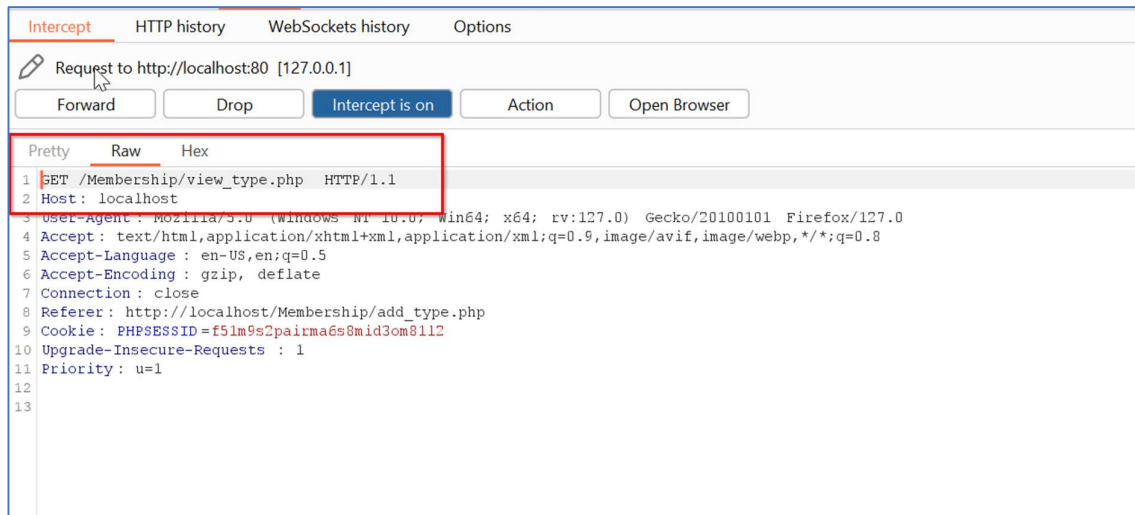 Intercept HTTP history WebSockets history Options
Request to http://localhost:80 [127.0.0.1]
Forward Drop Intercept is on Action Open Browser
Pretty Raw Hex
1 GET /Membership/view_type.php HTTP/1.1
2 Host: localhost
3 User-Agent: Mozilla/5.0 (Windows NT 10.0; Win64; x64; rv:127.0) Gecko/20100101 Firefox/127.0
4 Accept: text/html,application/xhtml+xml,application/xml;q=0.9,image/avif,image/webp,*/*;q=0.8
5 Accept-Language: en-US,en;q=0.5
6 Accept-Encoding: gzip, deflate
7 Connection: close
8 Referer: http://localhost/Membership/add_type.php
9 Cookie: PHPSESSID=f51m9s2pairma6s8mid3om8112
10 Upgrade-Insecure-Requests : 1
11 Priority: u=1
12
13